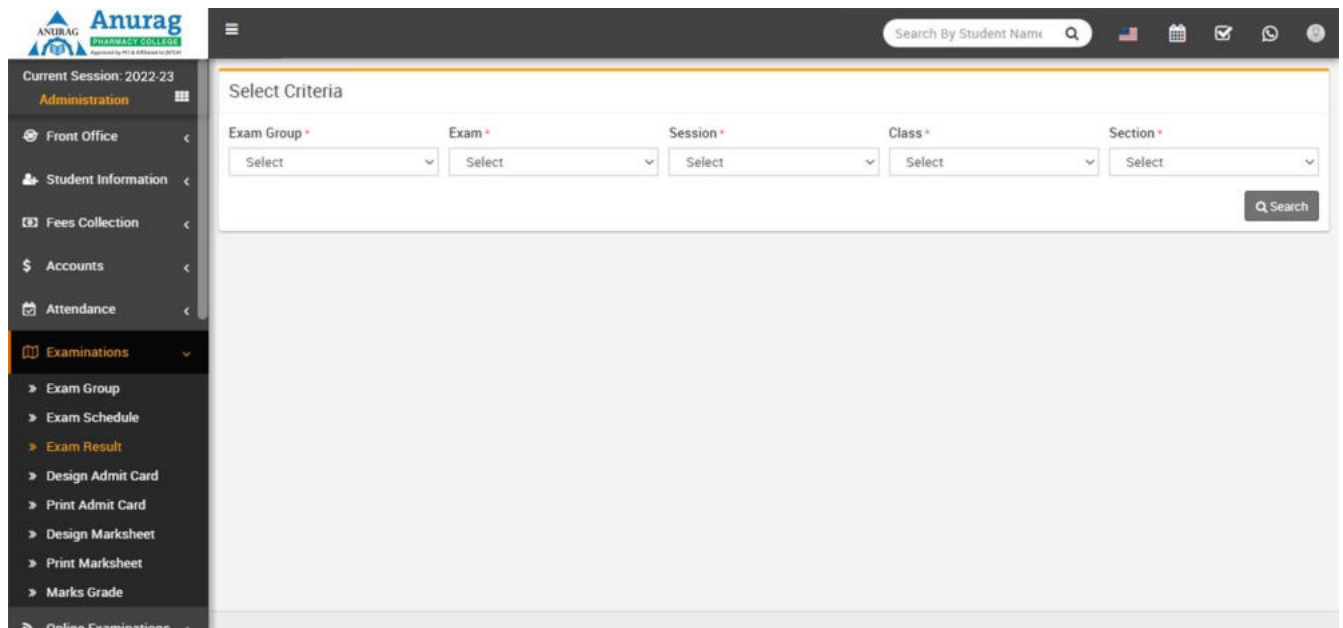 ANURAG
Anurag
PHARMACY COLLEGE
Search By Student Name
Current Session: 2022-23
Administration
Front Office
Student Information
Fees Collection
$ Accounts
Attendance
Examinations
» Exam Group
» Exam Schedule
» Exam Result
» Design Admit Card
» Print Admit Card
» Design Marksheet
» Print Marksheet
» Marks Grade
Online Examinations
Select Criteria
Exam Group *
Exam *
Session *
Class *
Section *
Select
Select
Select
Select
Select
Search